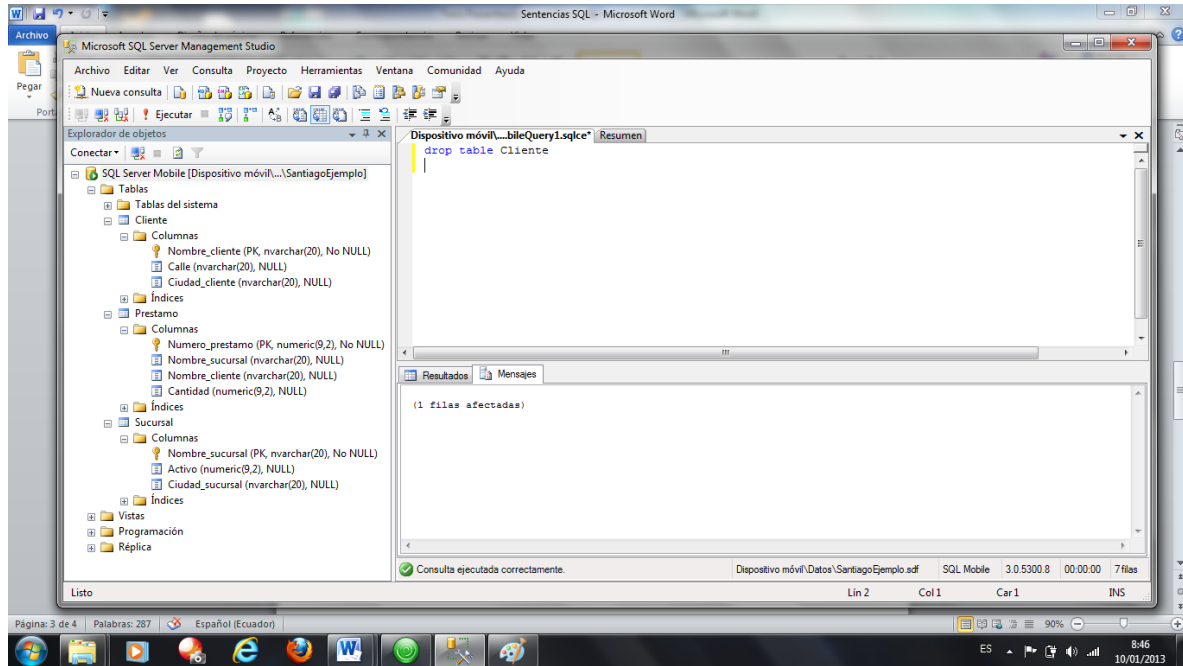 Sentencias SQL - Microsoft Word
Archivo
Pegar
Port
Microsoft SQL Server Management Studio
Archivo Editar Ver Consulta Proyecto Herramientas Ventana Comunidad Ayuda
Nueva consulta
Ejecutar
Explorador de objetos
Conectar
SQL Server Mobile [Dispositivo móvil\...\SantiagoEjemplo]
Tablas
Tablas del sistema
Cliente
Columnas
Nombre_cliente (PK, nvarchar(20), No NULL)
Calle (nvarchar(20), NULL)
Ciudad_cliente (nvarchar(20), NULL)
Índices
Prestamo
Columnas
Numero_prestamo (PK, numeric(9,2), No NULL)
Nombre_sucursal (nvarchar(20), NULL)
Nombre_cliente (nvarchar(20), NULL)
Cantidad (numeric(9,2), NULL)
Índices
Sucursal
Columnas
Nombre_sucursal (PK, nvarchar(20), No NULL)
Activo (numeric(9,2), NULL)
Ciudad_sucursal (nvarchar(20), NULL)
Índices
Vistas
Programación
Réplica
Dispositivo móvil\....bileQuery1.sqlce* Resumen
drop table Cliente
Resultados Mensajes
(1 filas afectadas)
Consulta ejecutada correctamente. Dispositivo móvil\Datos\SantiagoEjemplo.sdf SQL Mobile 3.0.5300.8 00:00:00 7 filas
Listo Lín 2 Col 1 Car 1 INS
Página: 3 de 4 Palabras: 287 Español (Ecuador) 90%
ES 8:46
10/01/2013